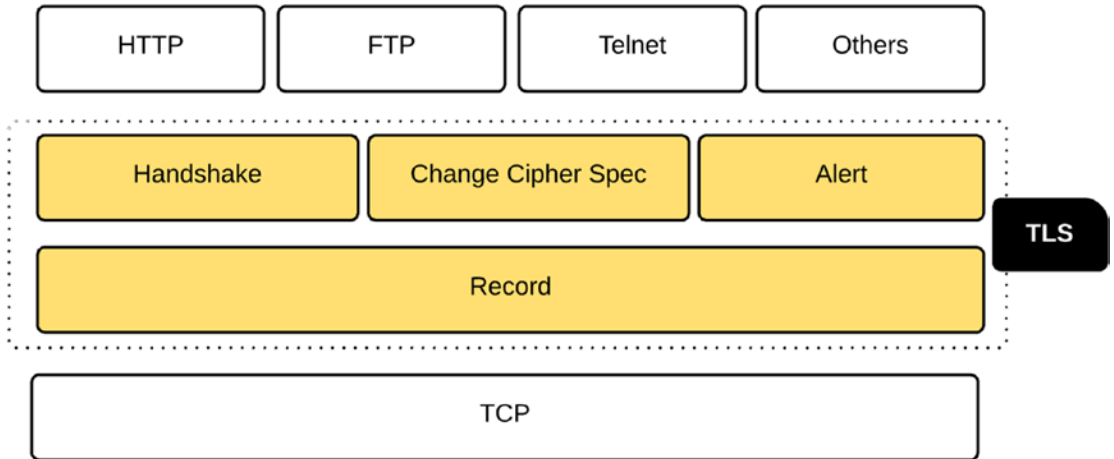 HTTP
FTP
Telnet
Others
Handshake
Change Cipher Spec
Alert
TLS
Record
TCP